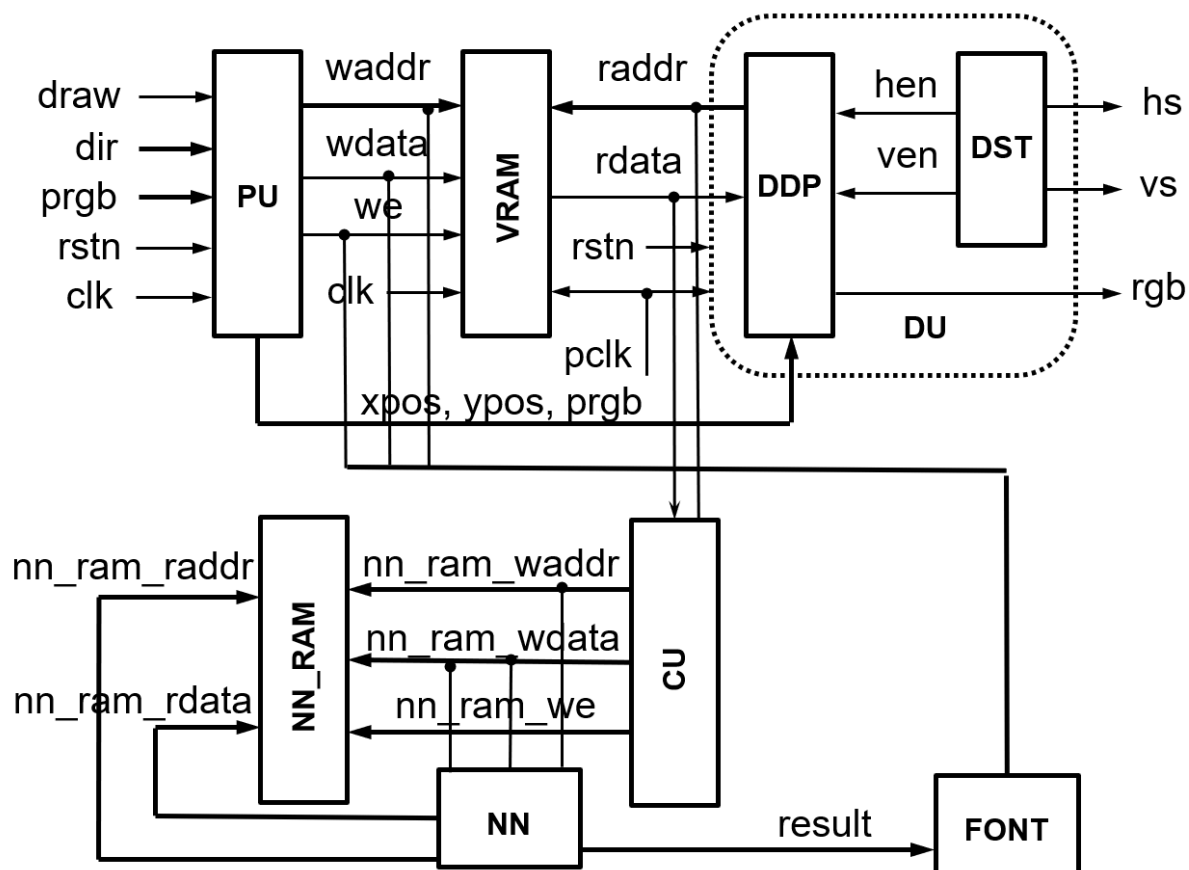 draw
dir
prgb
rstn
clk
PU
waddr
wdata
we
clk
VRAM
raddr
rdata
rstn
pclk
DDP
hen
ven
DST
hs
vs
rgb
DU
xpos, ypos, prgb
nn_ram_raddr
nn_ram_rdata
NN_RAM
nn_ram_waddr
nn_ram_wdata
nn_ram_we
CU
NN
result
FONT